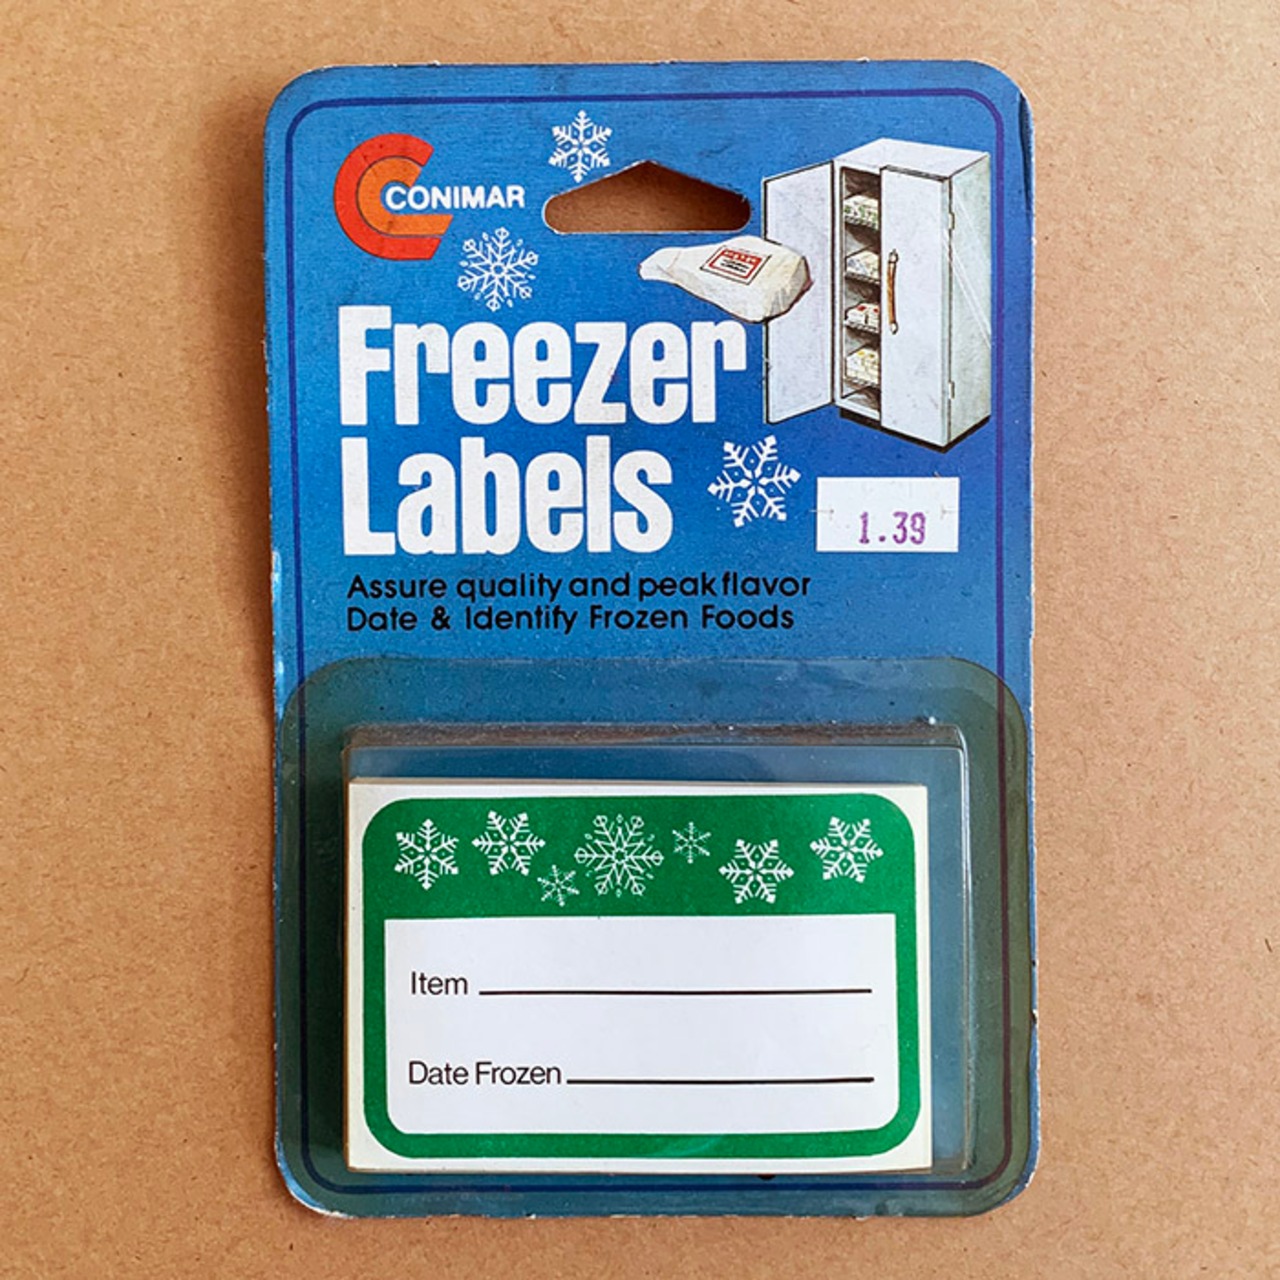 CONIMAR
Freezer
Labels
1.39
Assure quality and peak flavor
Date & Identify Frozen Foods
Item
Date Frozen